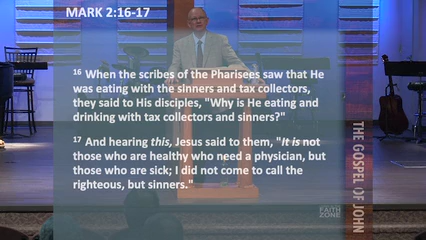 MARK 2:16-17
16 When the scribes of the Pharisees saw that He
was eating with the sinners and tax collectors,
they said to His disciples, "Why is He eating and
drinking with tax collectors and sinners?"
17 And hearing this, Jesus said to them, "It is not
those who are healthy who need a physician, but
those who are sick; I did not come to call the
righteous, but sinners."
THE GOSPEL OF JOHN
FAITH
ZONE